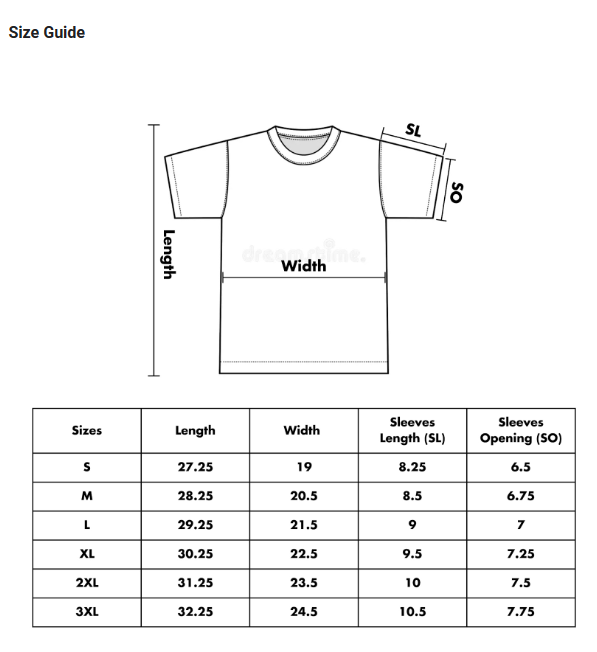 Size Guide
SL
SO
Length
dreamstime.
Width
Sizes Length Width Sleeves Length (SL) Sleeves Opening (SO)
S 27.25 19 8.25 6.5
M 28.25 20.5 8.5 6.75
L 29.25 21.5 9 7
XL 30.25 22.5 9.5 7.25
2XL 31.25 23.5 10 7.5
3XL 32.25 24.5 10.5 7.75